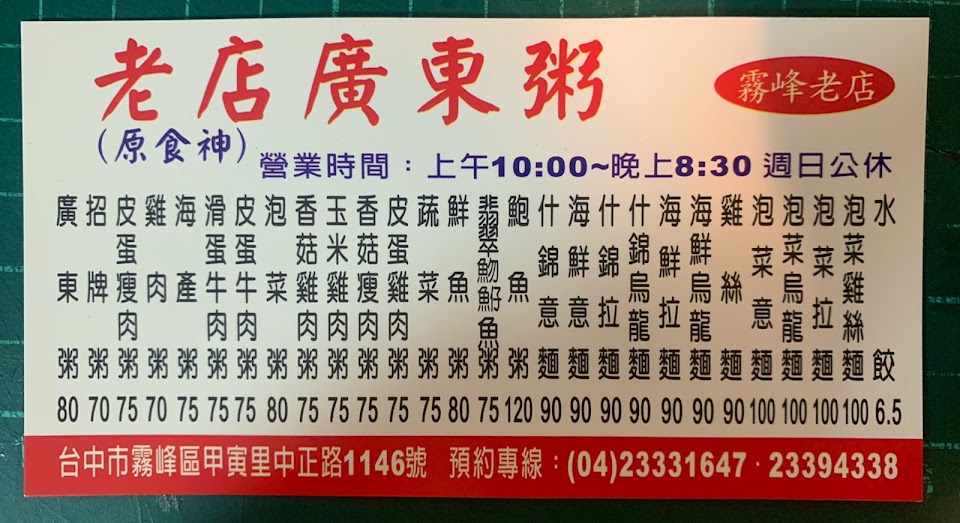 老店廣東粥
霧峰老店
(原食神)
營業時間：上午10:00~晚上8:30 週日公休
廣東粥 80
招牌粥 70
皮蛋瘦肉粥 75
雞肉粥 70
海產粥 75
滑蛋牛肉粥 75
皮蛋牛肉粥 75
泡菜粥 80
香菇雞肉粥 75
玉米雞肉粥 75
香菇瘦肉粥 75
皮蛋雞肉粥 75
蔬菜粥 75
鮮魚粥 80
翡翠魩魚粥 75
鮑魚粥 120
什錦意麵 90
海鮮意麵 90
什錦拉麵 90
什錦烏龍麵 90
海鮮拉麵 90
海鮮烏龍麵 90
雞絲麵 90
泡菜意麵 100
泡菜烏龍麵 100
泡菜拉麵 100
泡菜雞絲麵 100
水餃 6.5
台中市霧峰區甲寅里中正路1146號 預約專線：(04)23331647．23394338